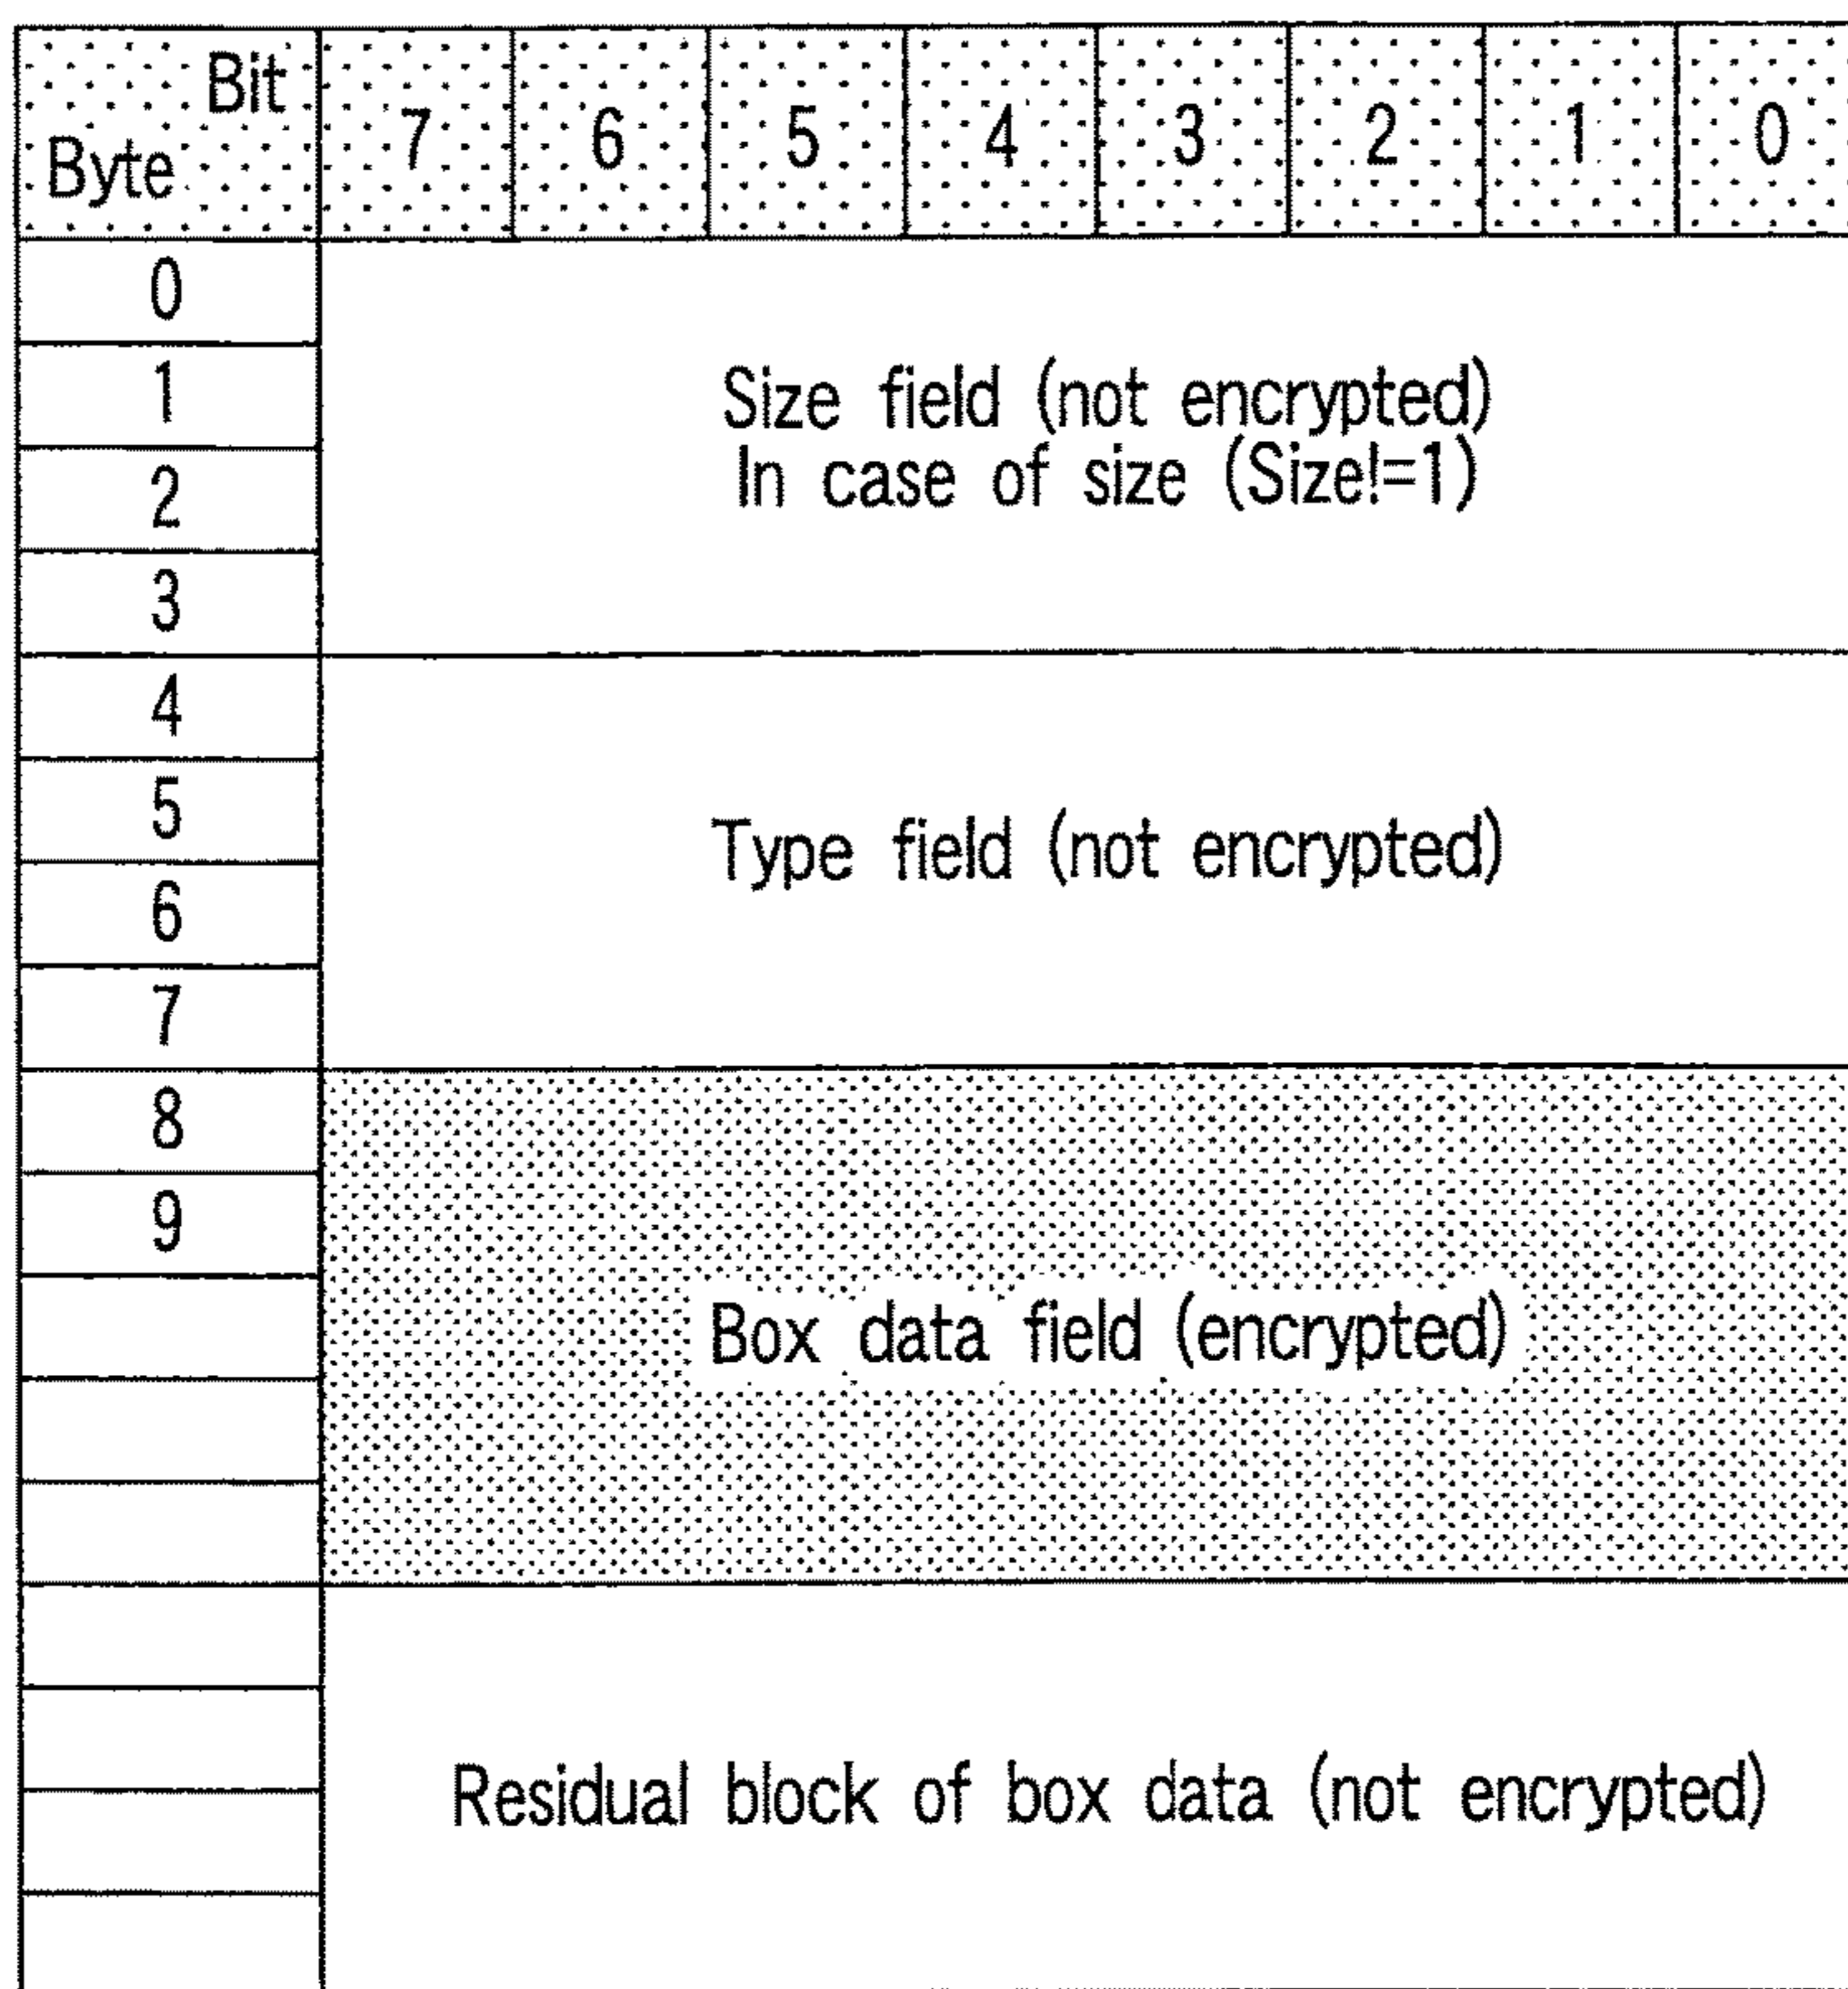 Bit
Byte
7 6 5 4 3 2 1 0
0
1
Size field (not encrypted)
In case of size (Size!=1)
2
3
4
5
Type field (not encrypted)
6
7
8
9
Box data field (encrypted)
Residual block of box data (not encrypted)